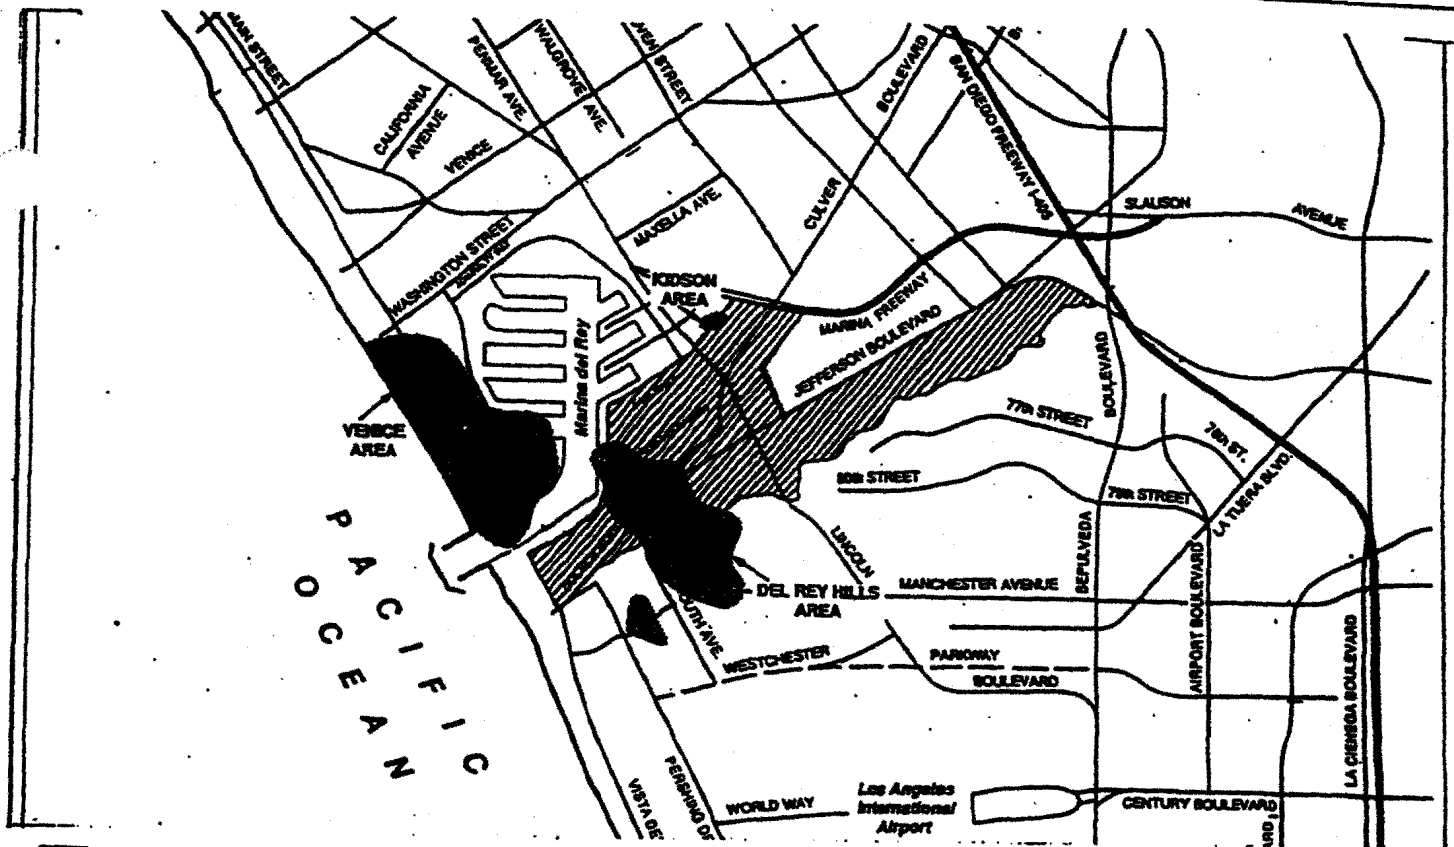 MAIN STREET
CALIFORNIA
AVENUE
VENICE
PENMAR AVE.
WALGROVE AVE.
STREET
BOULEVARD
SAN DIEGO FREEWAY I-405
CULVER
MAXELLA AVE.
WASHINGTON STREET
SLAUSON
AVENUE
KIDSON
AREA
MARINA FREEWAY
JEFFERSON BOULEVARD
Marina del Rey
VENICE
AREA
BOULEVARD
77th STREET
76th ST.
80th STREET
79th STREET
LA TIJERA BLVD.
LINCOLN
SEPULVEDA
MANCHESTER AVENUE
DEL REY HILLS
AREA
AIRPORT BOULEVARD
WESTCHESTER
PARKWAY
BOULEVARD
LA CIENEGA BOULEVARD
PACIFIC
OCEAN
VISTA DE
PERSHING D
WORLD WAY
Los Angeles
International
Airport
CENTURY BOULEVARD